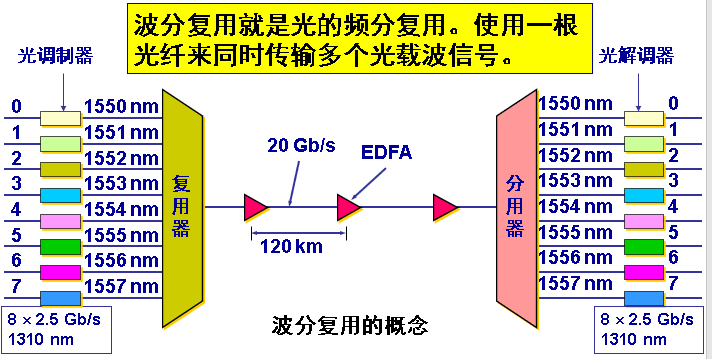 波分复用就是光的频分复用。使用一根
光纤来同时传输多个光载波信号。
光调制器
光解调器
0 1550 nm
1 1551 nm
2 1552 nm
3 1553 nm
4 1554 nm
5 1555 nm
6 1556 nm
7 1557 nm
8 × 2.5 Gb/s
1310 nm
复用器
20 Gb/s
EDFA
120 km
分用器
1550 nm 0
1551 nm 1
1552 nm 2
1553 nm 3
1554 nm 4
1555 nm 5
1556 nm 6
1557 nm 7
8 × 2.5 Gb/s
1310 nm
波分复用的概念